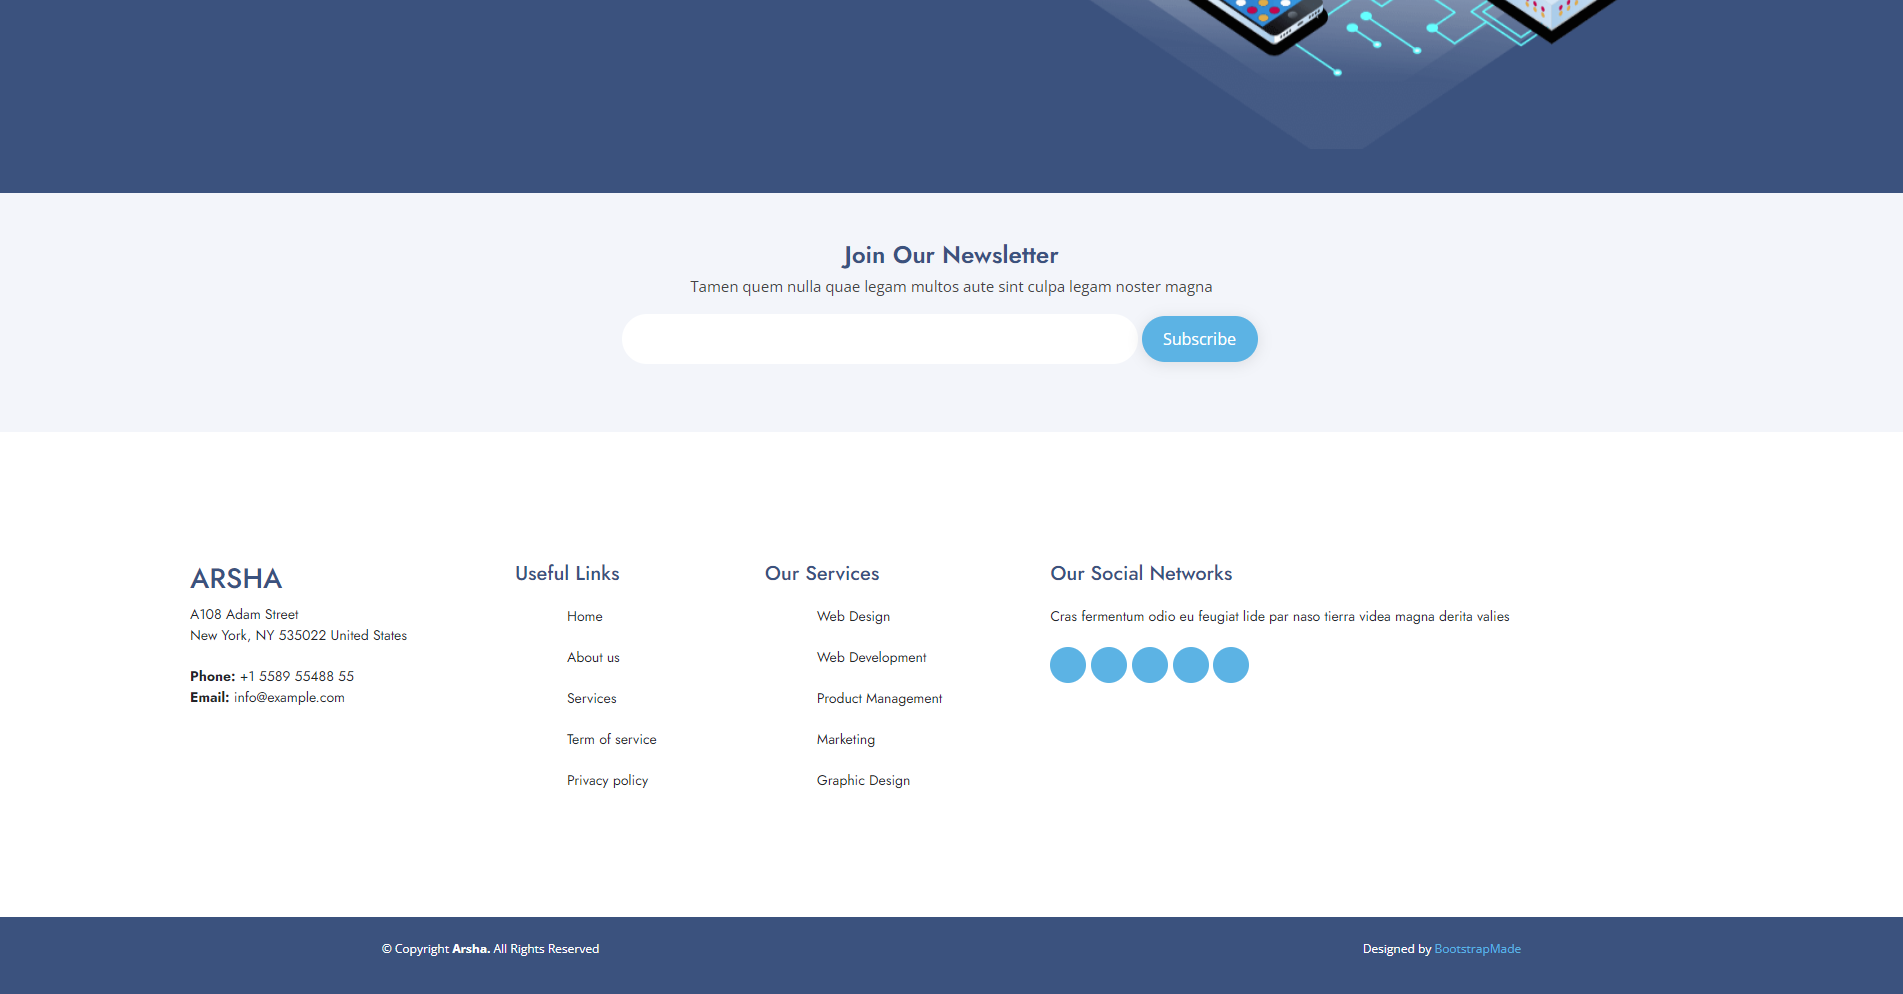 Join Our Newsletter
Tamen quem nulla quae legam multos aute sint culpa legam noster magna
Subscribe
ARSHA
A108 Adam Street
New York, NY 535022 United States
Phone: +1 5589 55488 55
Email: info@example.com
Useful Links
Home
About us
Services
Term of service
Privacy policy
Our Services
Web Design
Web Development
Product Management
Marketing
Graphic Design
Our Social Networks
Cras fermentum odio eu feugiat lide par naso tierra videa magna derita valies
© Copyright Arsha. All Rights Reserved
Designed by BootstrapMade